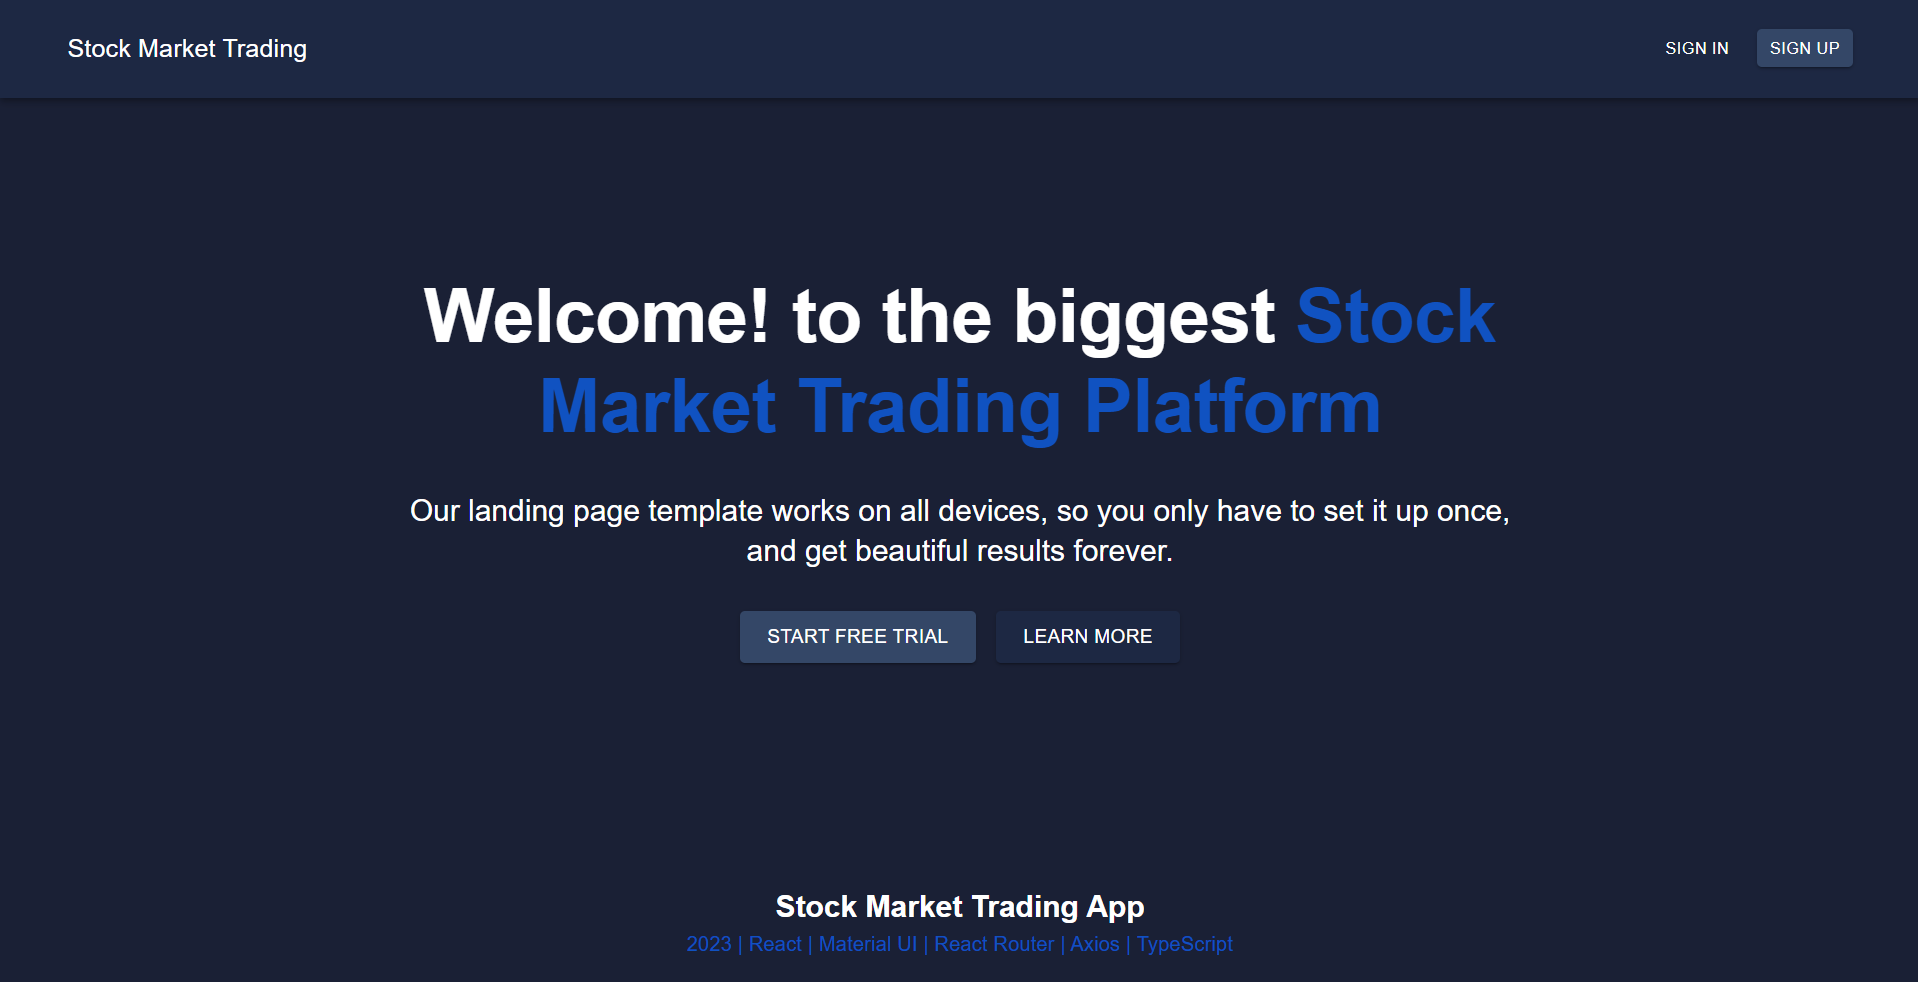 Stock Market Trading
SIGN IN
SIGN UP
Welcome! to the biggest Stock
Market Trading Platform
Our landing page template works on all devices, so you only have to set it up once,
and get beautiful results forever.
START FREE TRIAL
LEARN MORE
Stock Market Trading App
2023 | React | Material UI | React Router | Axios | TypeScript